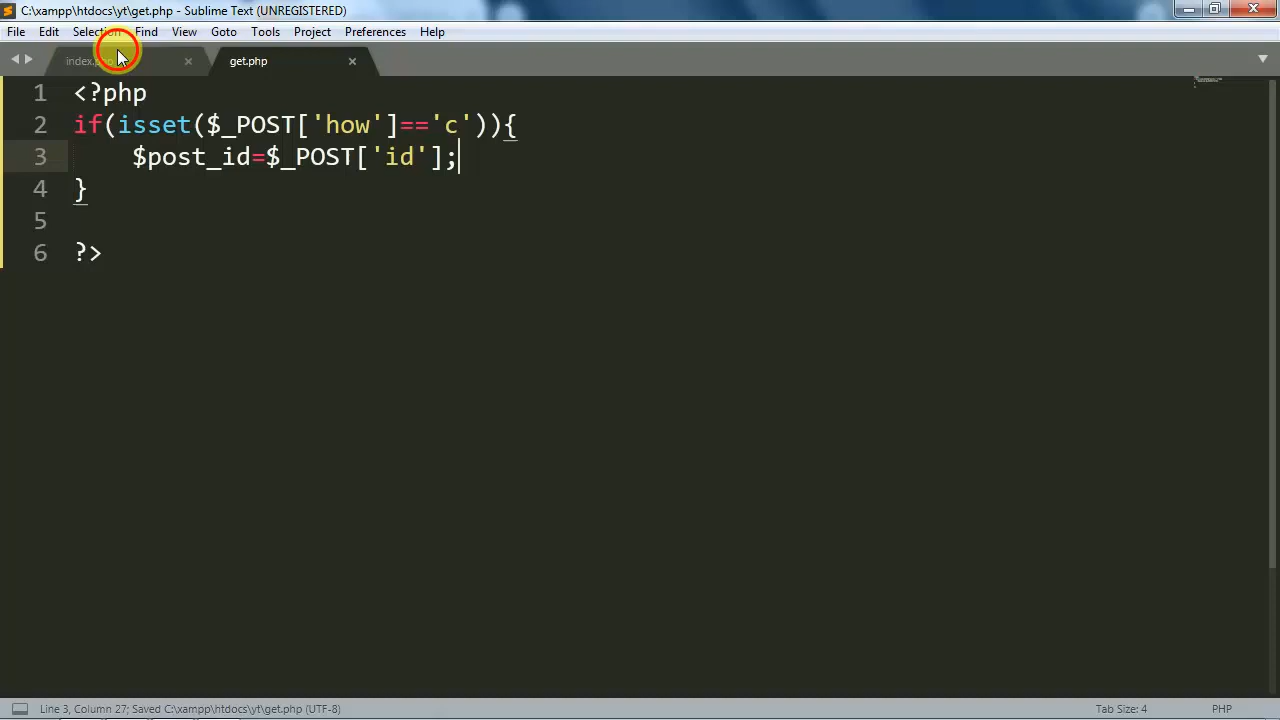 C:\xampp\htdocs\yt\get.php - Sublime Text (UNREGISTERED)
File Edit Selection Find View Goto Tools Project Preferences Help
index.php get.php
1 <?php
2 if(isset($_POST['how']=='c')){
3 $post_id=$_POST['id'];
4 }
5
6 ?>
Line 3, Column 27; Saved C:\xampp\htdocs\yt\get.php (UTF-8) Tab Size: 4 PHP